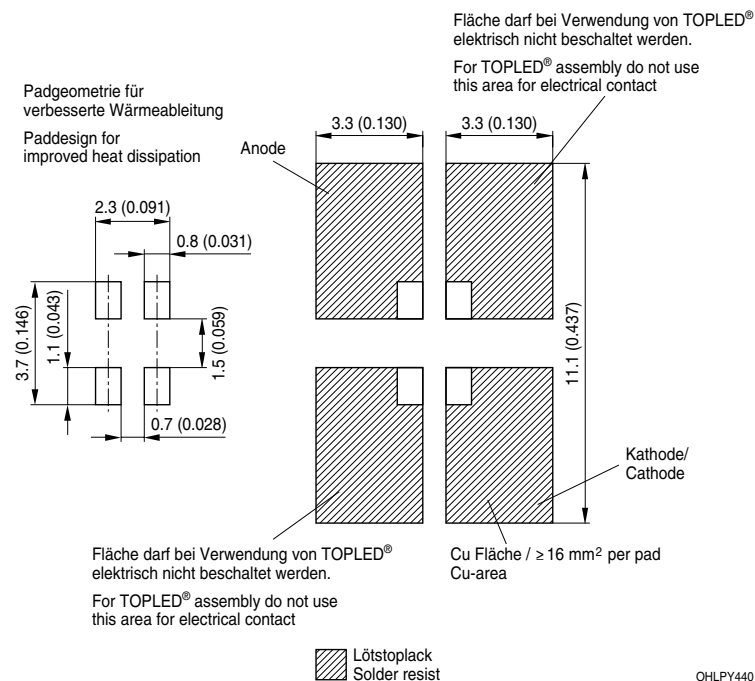 Fläche darf bei Verwendung von TOPLED®
elektrisch nicht beschaltet werden.
For TOPLED® assembly do not use
this area for electrical contact
Padgeometrie für
verbesserte Wärmeableitung
Paddesign for
improved heat dissipation
Anode
3.3 (0.130)
3.3 (0.130)
2.3 (0.091)
0.8 (0.031)
3.7 (0.146)
1.1 (0.043)
1.5 (0.059)
11.1 (0.437)
0.7 (0.028)
Kathode/
Cathode
Fläche darf bei Verwendung von TOPLED®
elektrisch nicht beschaltet werden.
For TOPLED® assembly do not use
this area for electrical contact
Cu Fläche / ≥ 16 mm² per pad
Cu-area
Lötstoplack
Solder resist
OHLPY440